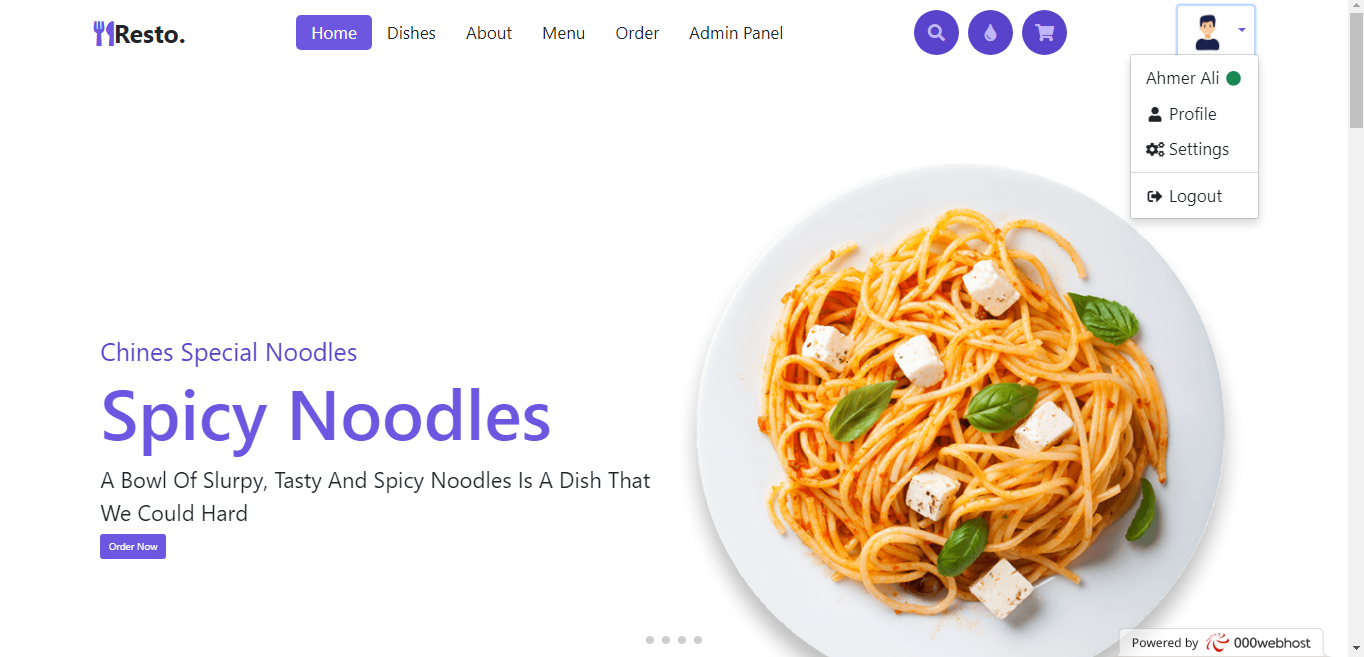 Resto.
Home Dishes About Menu Order Admin Panel
Ahmer Ali
Profile
Settings
Logout
Chines Special Noodles
Spicy Noodles
A Bowl Of Slurpy, Tasty And Spicy Noodles Is A Dish That
We Could Hard
Order Now
Powered by 000webhost